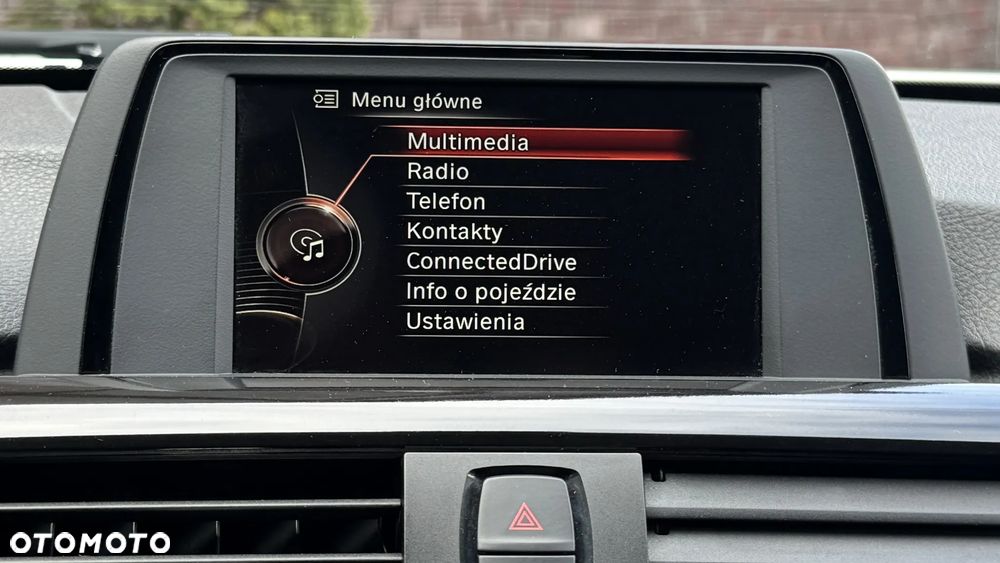 Menu główne
Multimedia
Radio
Telefon
Kontakty
ConnectedDrive
Info o pojeździe
Ustawienia
OTOMOTO